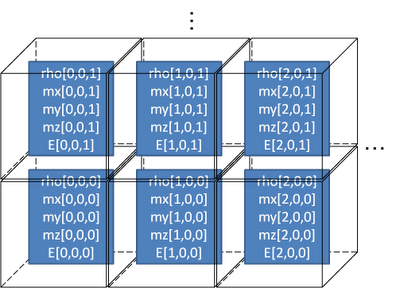 rho[0,0,1] rho[1,0,1] rho[2,0,1]
mx[0,0,1] mx[1,0,1] mx[2,0,1]
my[0,0,1] my[1,0,1] my[2,0,1]
mz[0,0,1] mz[1,0,1] mz[2,0,1]
E[0,0,1] E[1,0,1] E[2,0,1]
rho[0,0,0] rho[1,0,0] rho[2,0,0]
mx[0,0,0] mx[1,0,0] mx[2,0,0]
my[0,0,0] my[1,0,0] my[2,0,0]
mz[0,0,0] mz[1,0,0] mz[2,0,0]
E[0,0,0] E[1,0,0] E[2,0,0]